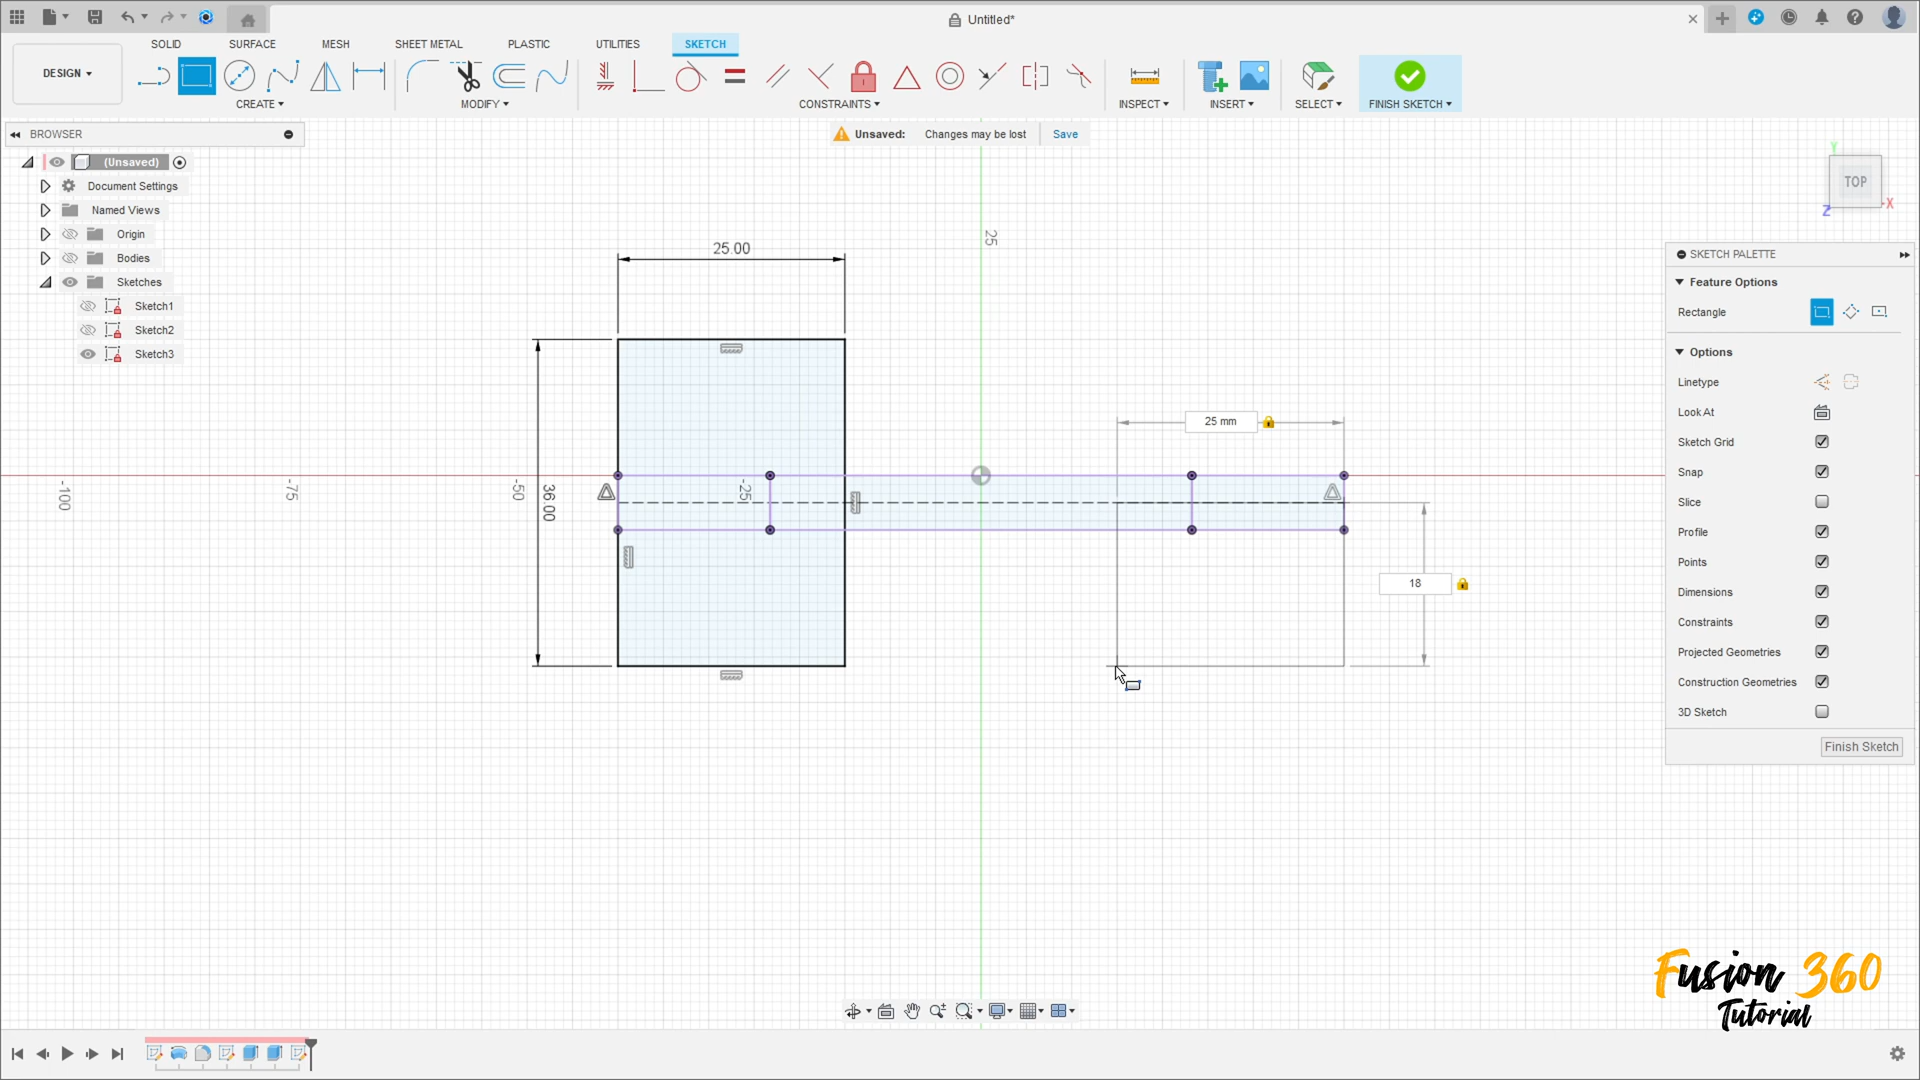 Untitled*
SOLID
SURFACE
MESH
SHEET METAL
PLASTIC
UTILITIES
SKETCH
DESIGN
CREATE
MODIFY
CONSTRAINTS
INSPECT
INSERT
SELECT
FINISH SKETCH
BROWSER
Unsaved: Changes may be lost Save
(Unsaved)
Document Settings
Named Views
Origin
Bodies
Sketches
Sketch1
Sketch2
Sketch3
TOP
Y
X
Z
25
25.00
36.00
-100
-75
-50
-25
25 mm
18
SKETCH PALETTE
Feature Options
Rectangle
Options
Linetype
Look At
Sketch Grid
Snap
Slice
Profile
Points
Dimensions
Constraints
Projected Geometries
Construction Geometries
3D Sketch
Finish Sketch
Fusion 360
Tutorial